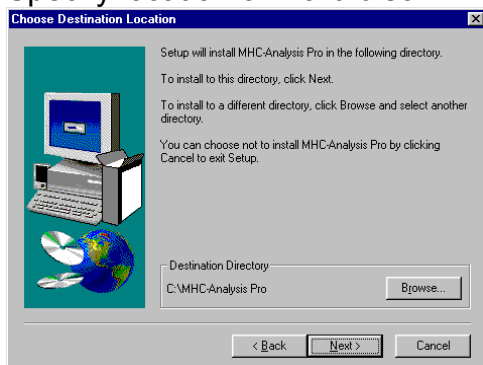 Choose Destination Location
Setup will install MHC-Analysis Pro in the following directory.
To install to this directory, click Next.
To install to a different directory, click Browse and select another
directory.
You can choose not to install MHC-Analysis Pro by clicking
Cancel to exit Setup.
Destination Directory
C:\MHC-Analysis Pro
Browse...
< Back
Next >
Cancel